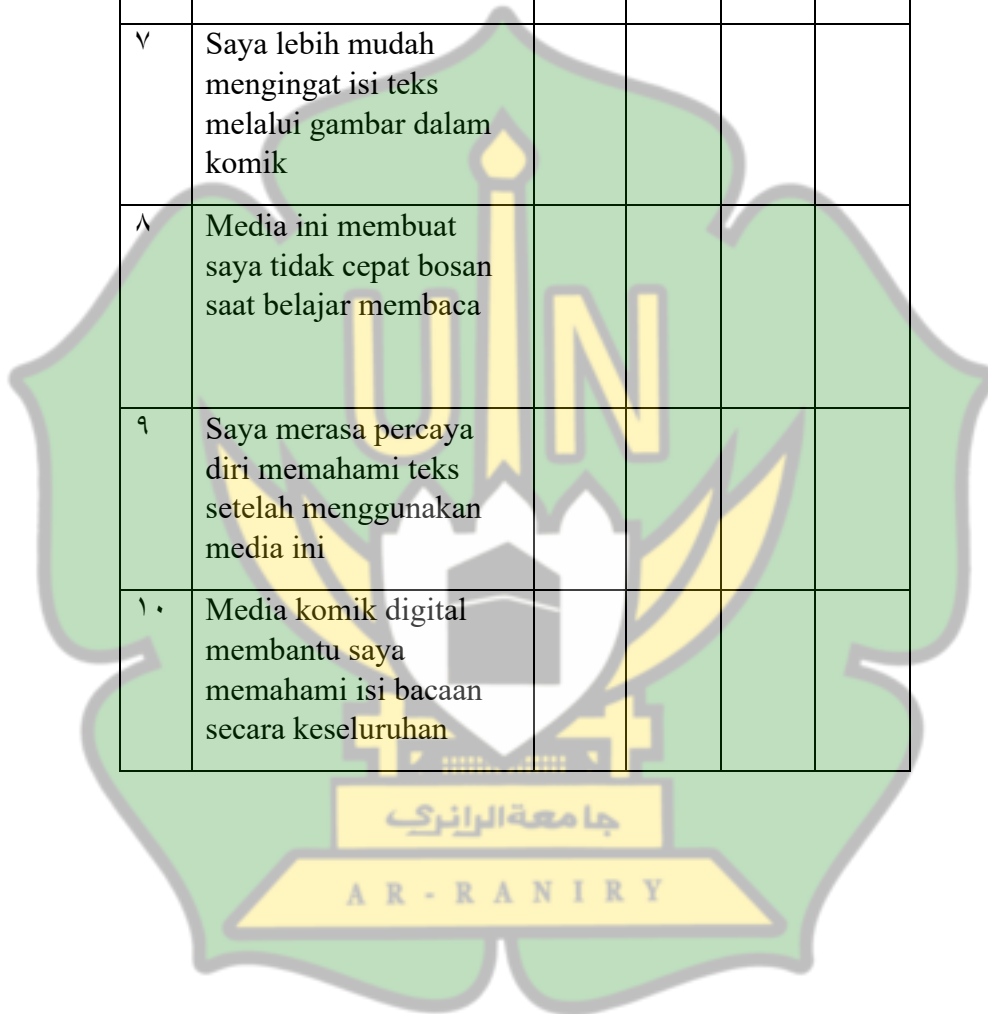 ٧ Saya lebih mudah
mengingat isi teks
melalui gambar dalam
komik
٨ Media ini membuat
saya tidak cepat bosan
saat belajar membaca
٩ Saya merasa percaya
diri memahami teks
setelah menggunakan
media ini
١٠ Media komik digital
membantu saya
memahami isi bacaan
secara keseluruhan
UIN
جامعةالرانري
AR-RANIRY